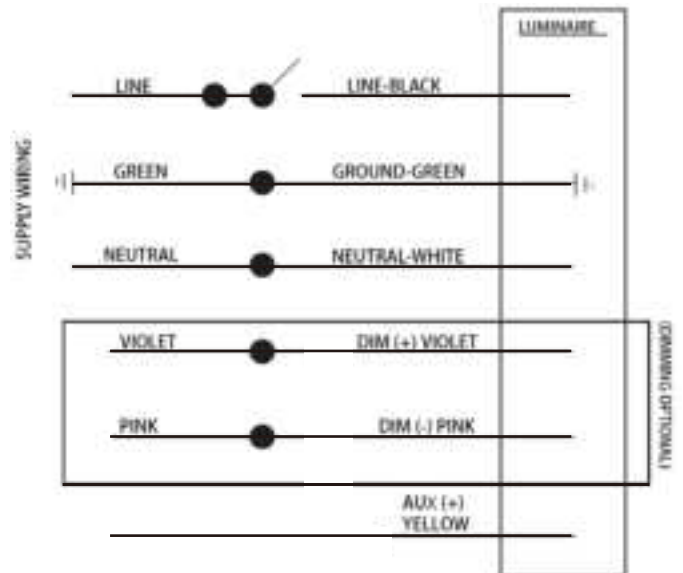 LUMINAIRE
LINE
LINE-BLACK
SUPPLY WIRING
GREEN
GROUND-GREEN
NEUTRAL
NEUTRAL-WHITE
VIOLET
DIM (+) VIOLET
(DIMMING OPTIONAL)
PINK
DIM (-) PINK
AUX (+)
YELLOW